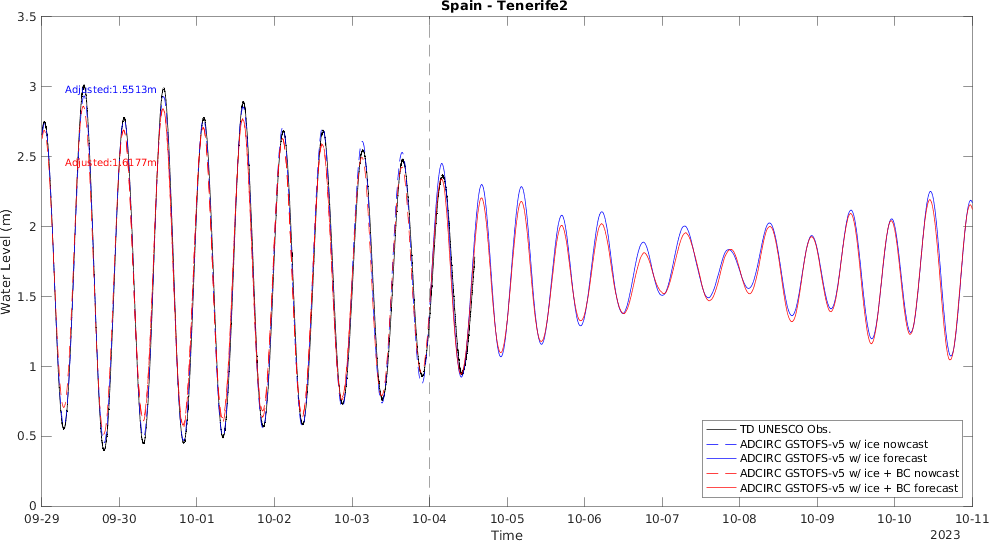 Spain - Tenerife2
3.5
3
2.5
2
1.5
1
0.5
0
Water Level (m)
Adjusted:1.5513m
Adjusted:1.6177m
TD UNESCO Obs.
ADCIRC GSTOFS-v5 w/ ice nowcast
ADCIRC GSTOFS-v5 w/ ice forecast
ADCIRC GSTOFS-v5 w/ ice + BC nowcast
ADCIRC GSTOFS-v5 w/ ice + BC forecast
09-29 09-30 10-01 10-02 10-03 10-04 10-05 10-06 10-07 10-08 10-09 10-10 10-11
Time
2023